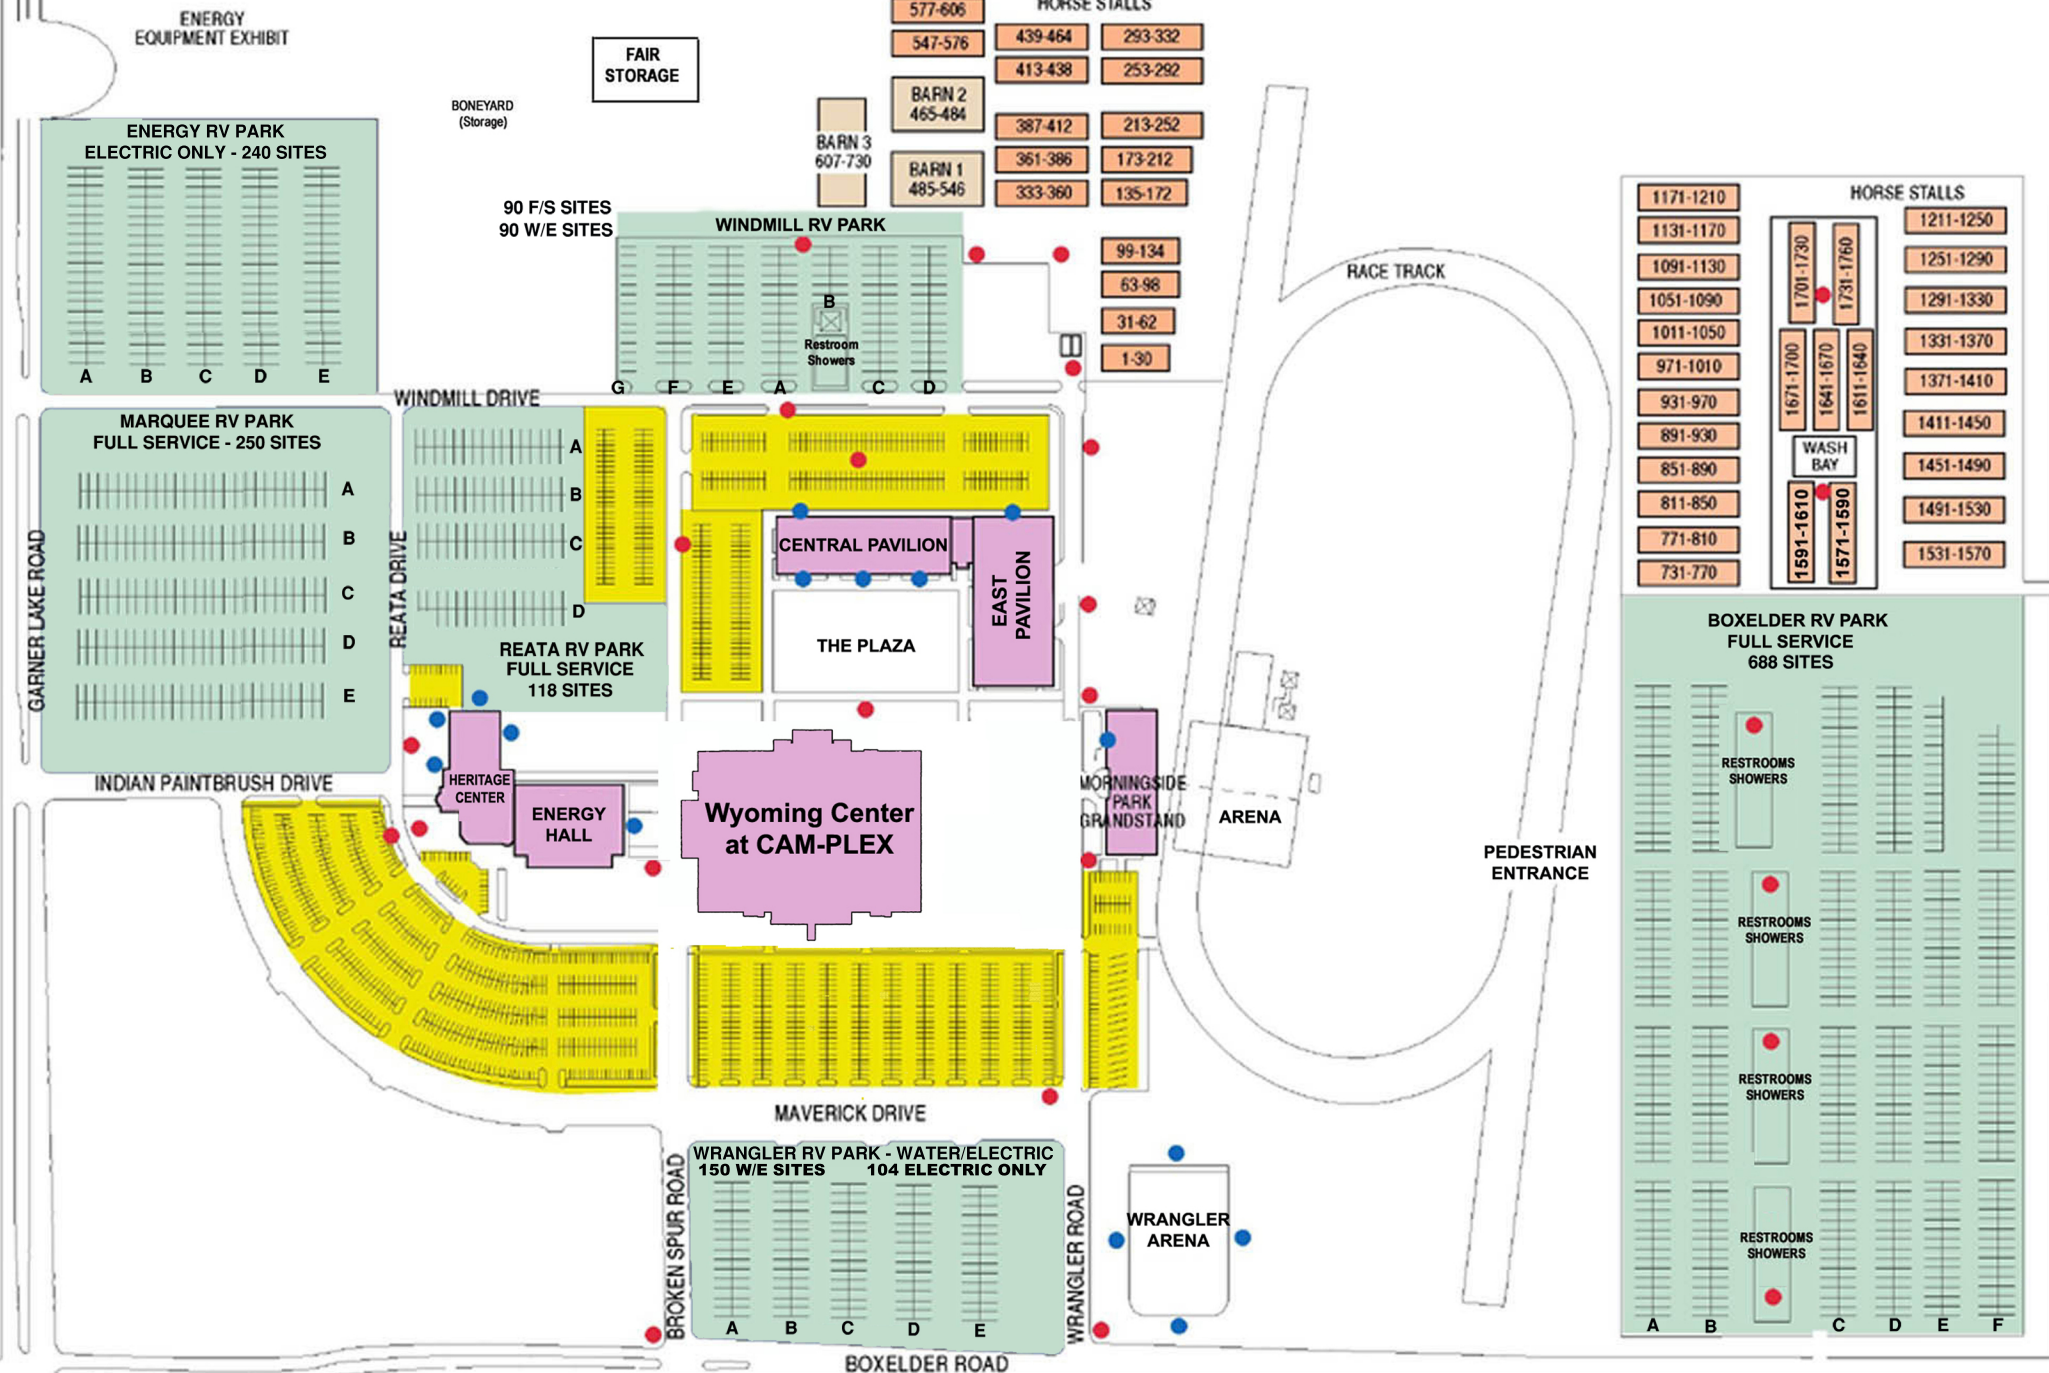 ENERGY
EQUIPMENT EXHIBIT
FAIR
STORAGE
BONEYARD
(Storage)
HORSE STALLS
577-606
547-576
439-464
293-332
413-438
253-292
BARN 2
465-484
BARN 3
607-730
BARN 1
485-546
387-412
213-252
361-386
173-212
333-360
135-172
99-134
63-98
31-62
1-30
ENERGY RV PARK
ELECTRIC ONLY - 240 SITES
A B C D E
90 F/S SITES
90 W/E SITES
WINDMILL RV PARK
B
Restroom
Showers
G F E A C D
WINDMILL DRIVE
MARQUEE RV PARK
FULL SERVICE - 250 SITES
A
B
C
D
E
GARNER LAKE ROAD
REATA DRIVE
A
B
C
D
REATA RV PARK
FULL SERVICE
118 SITES
CENTRAL PAVILION
EAST
PAVILION
THE PLAZA
INDIAN PAINTBRUSH DRIVE
HERITAGE
CENTER
ENERGY
HALL
Wyoming Center
at CAM-PLEX
MORNINGSIDE
PARK
GRANDSTAND
ARENA
RACE TRACK
PEDESTRIAN
ENTRANCE
MAVERICK DRIVE
WRANGLER RV PARK - WATER/ELECTRIC
150 W/E SITES 104 ELECTRIC ONLY
A B C D E
BROKEN SPUR ROAD
WRANGLER ROAD
WRANGLER
ARENA
BOXELDER ROAD
HORSE STALLS
1171-1210
1131-1170
1091-1130
1051-1090
1011-1050
971-1010
931-970
891-930
851-890
811-850
771-810
731-770
1701-1730
1731-1760
1671-1700
1641-1670
1611-1640
WASH
BAY
1591-1610
1571-1590
1211-1250
1251-1290
1291-1330
1331-1370
1371-1410
1411-1450
1451-1490
1491-1530
1531-1570
BOXELDER RV PARK
FULL SERVICE
688 SITES
RESTROOMS
SHOWERS
RESTROOMS
SHOWERS
RESTROOMS
SHOWERS
RESTROOMS
SHOWERS
A B C D E F